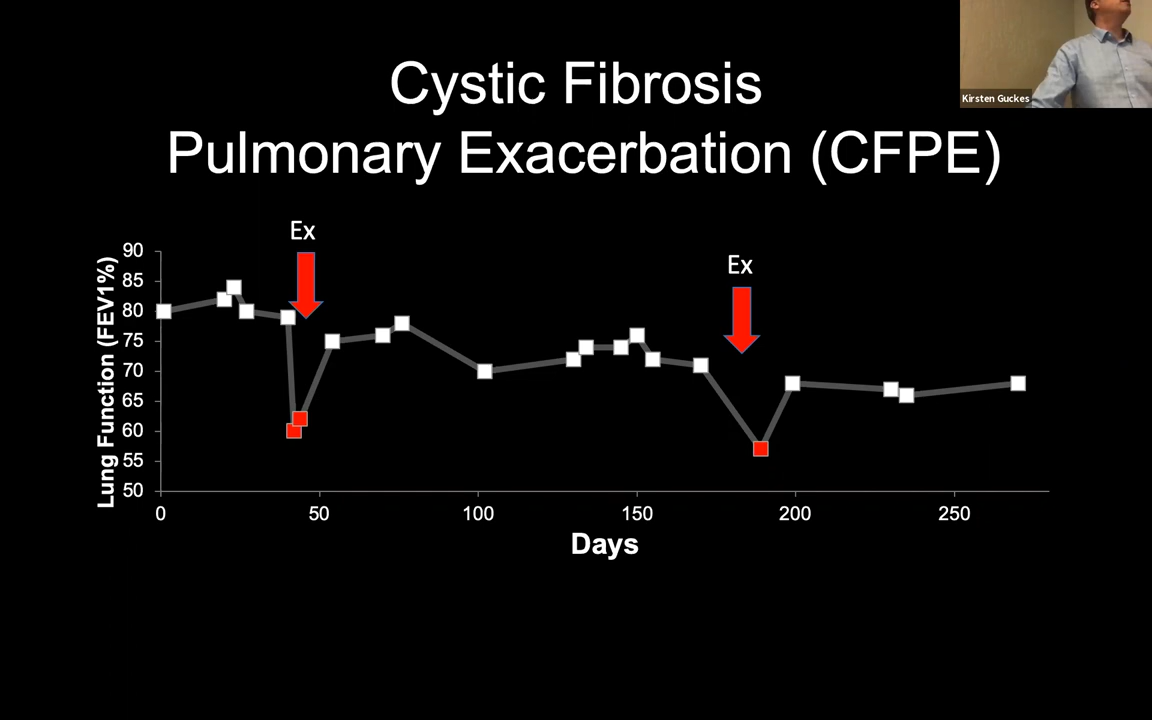 Kirsten Guckes
Cystic Fibrosis
Pulmonary Exacerbation (CFPE)
Ex
Ex
Lung Function (FEV1%)
90
85
80
75
70
65
60
55
50
0
50
100
150
200
250
Days